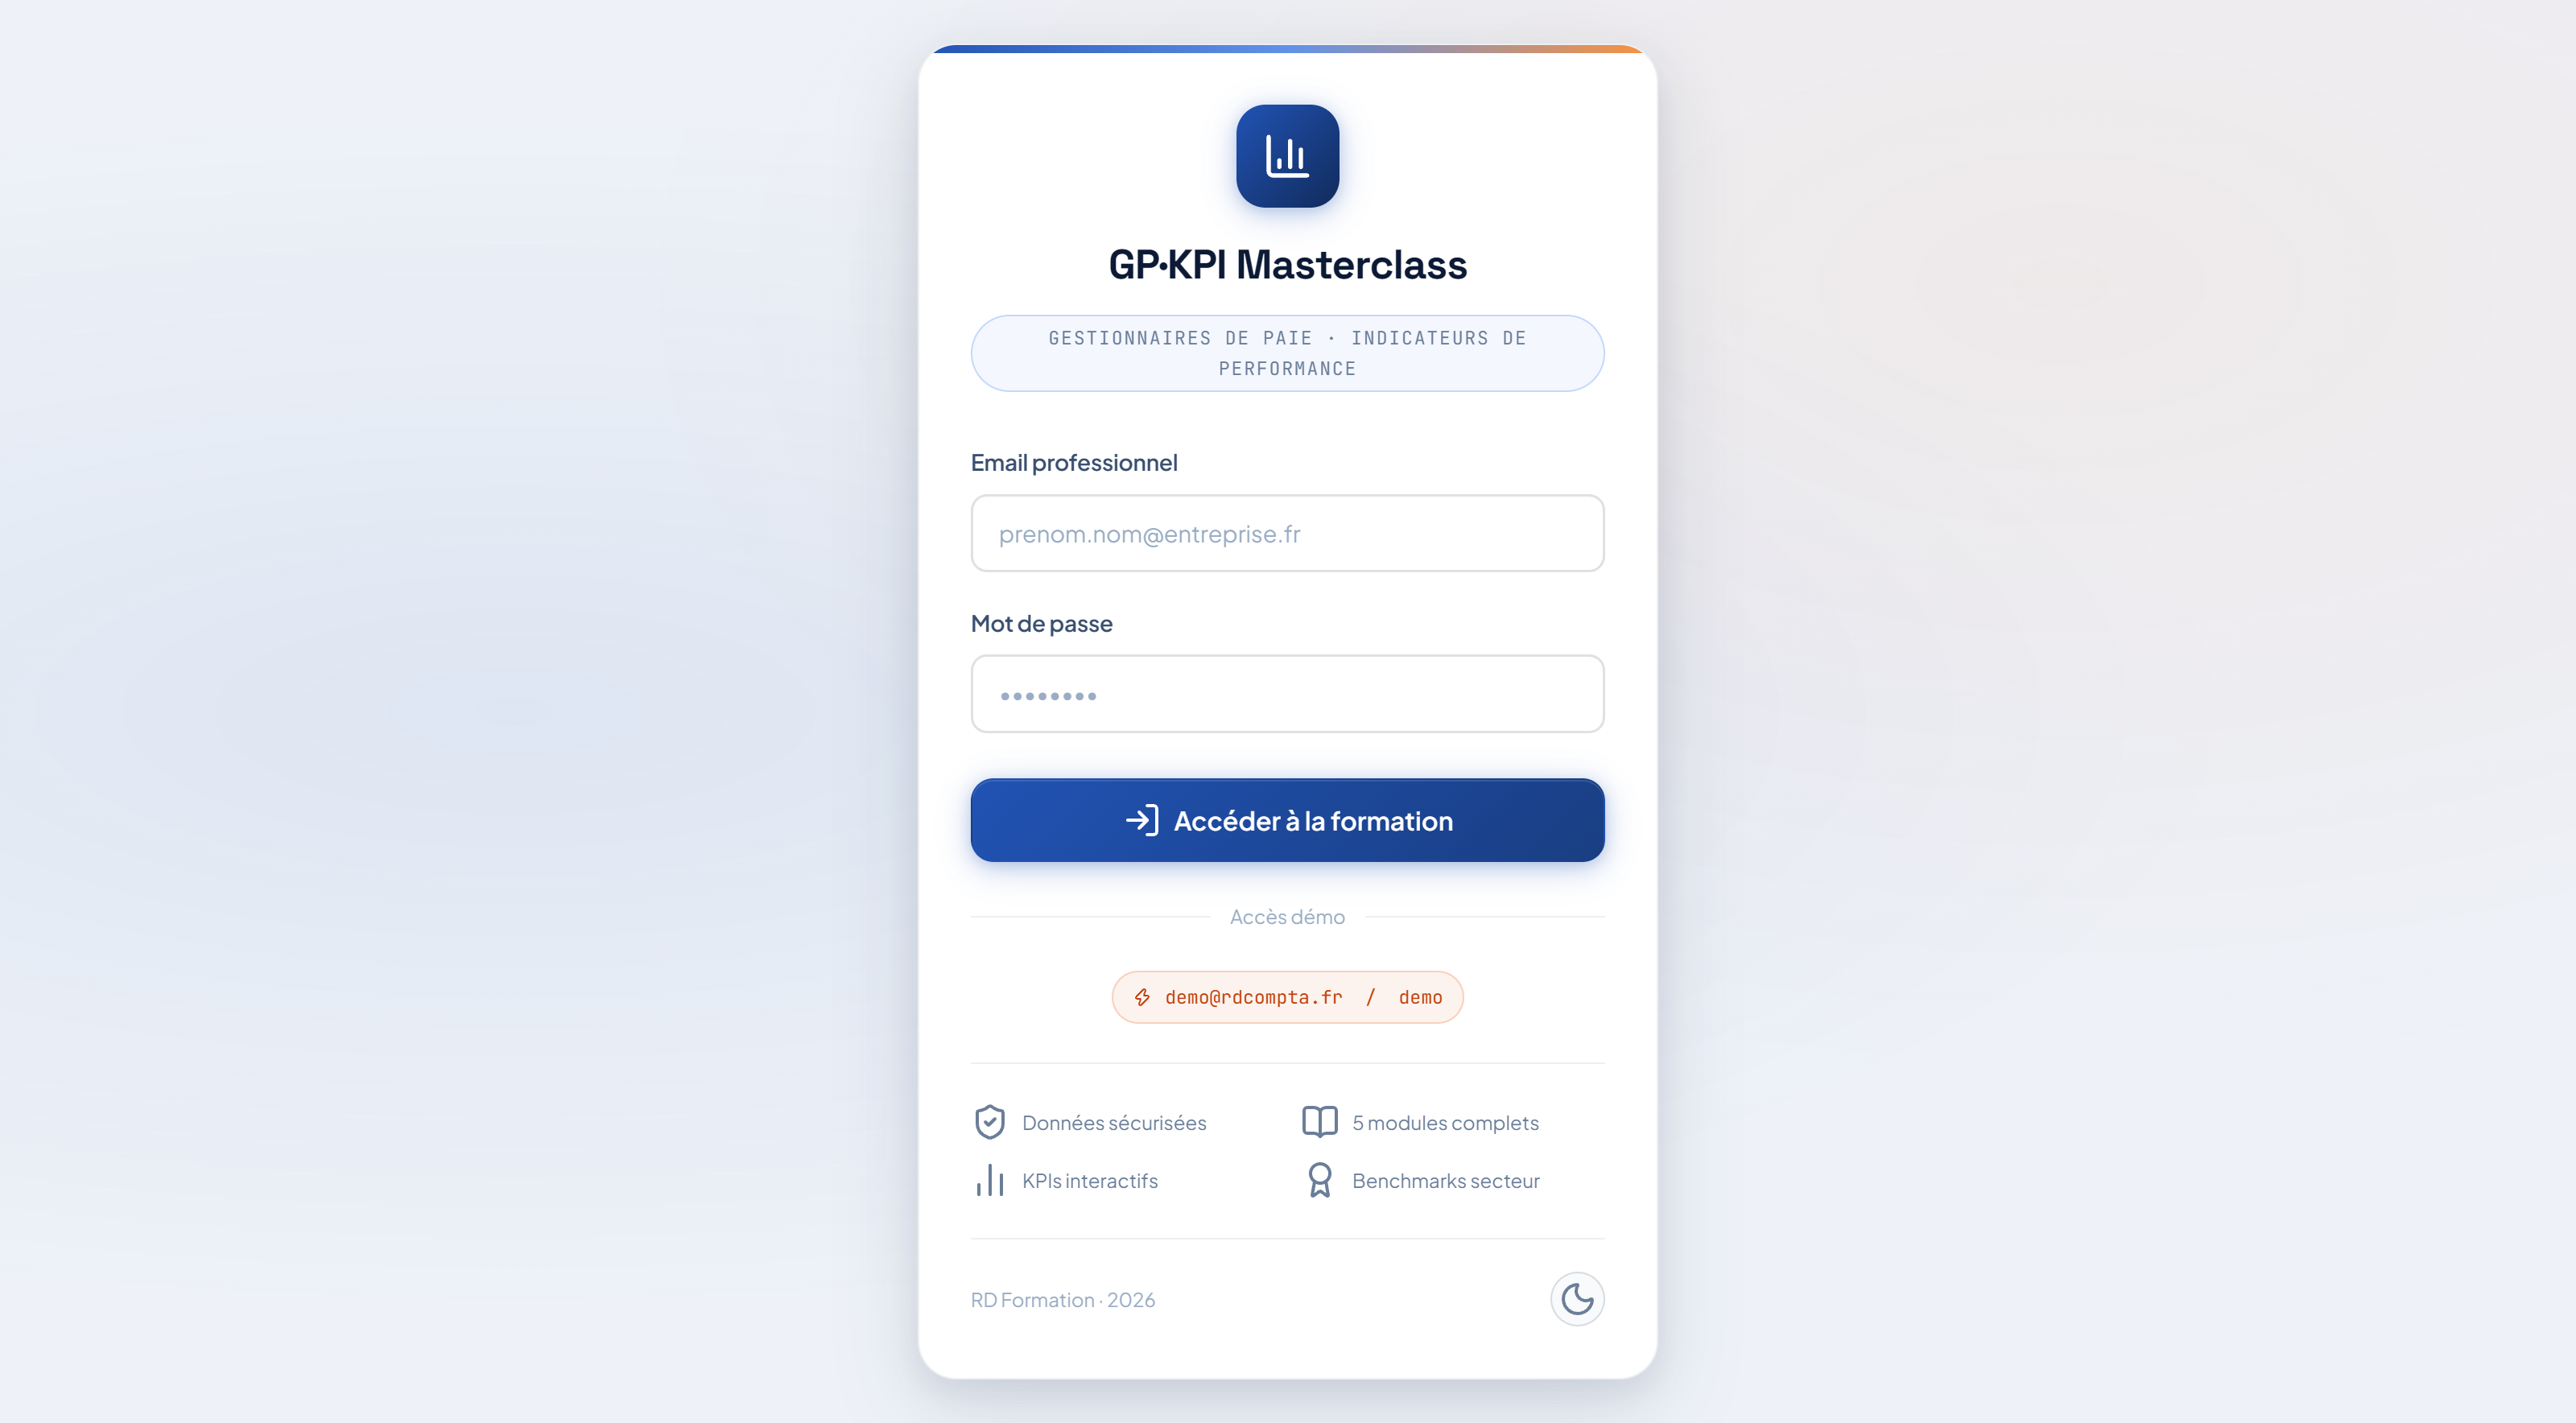 GP·KPI Masterclass
GESTIONNAIRES DE PAIE · INDICATEURS DE
PERFORMANCE
Email professionnel
prenom.nom@entreprise.fr
Mot de passe
••••••••
Accéder à la formation
Accès démo
demo@rdcompta.fr / demo
Données sécurisées
5 modules complets
KPIs interactifs
Benchmarks secteur
RD Formation · 2026